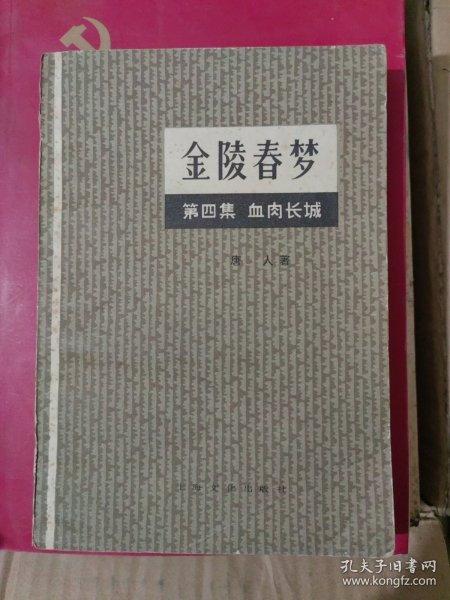 金陵春梦
第四集 血肉长城
唐 人著
上海文化出版社
孔夫子旧书网
www.kongfz.com